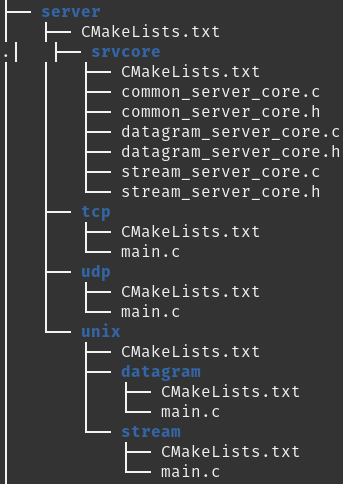 server
CMakeLists.txt
. srvcore
CMakeLists.txt
common_server_core.c
common_server_core.h
datagram_server_core.c
datagram_server_core.h
stream_server_core.c
stream_server_core.h
tcp
CMakeLists.txt
main.c
udp
CMakeLists.txt
main.c
unix
CMakeLists.txt
datagram
CMakeLists.txt
main.c
stream
CMakeLists.txt
main.c